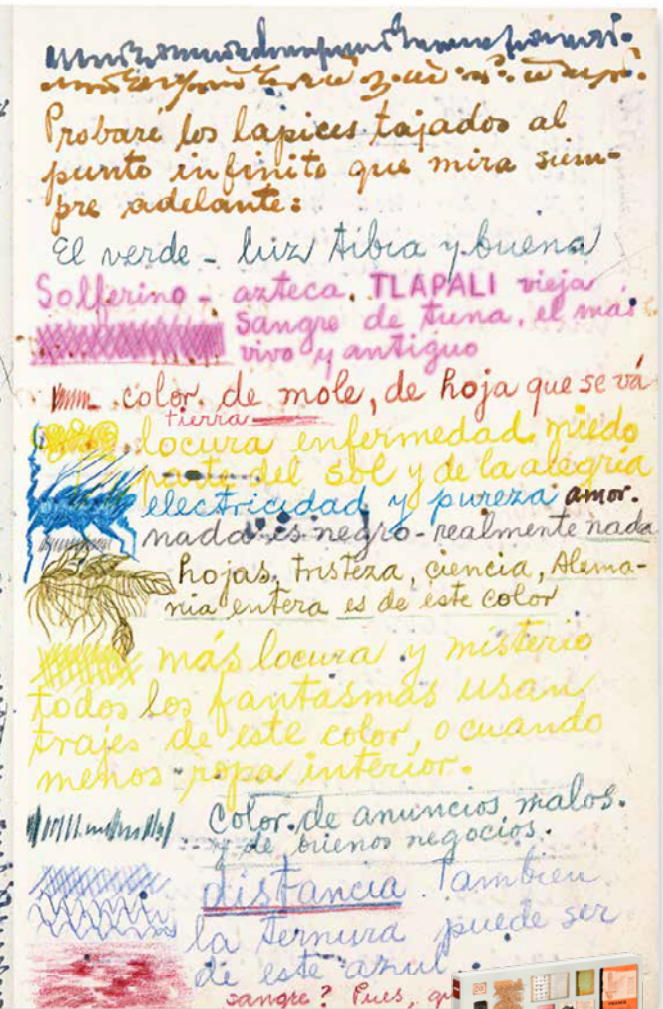 Probaré los lapices tajados al
punto infinito que mira siem-
pre adelante:
El verde - luz tibia y buena
Solferino - azteca. TLAPALI vieja
sangre de tuna, el más
vivo y antiguo
color de mole, de hoja que se vá
tierra
locura enfermedad miedo
parte del sol y de la alegria
electricidad y pureza amor.
nada es negro - realmente nada
hojas, tristeza, ciencia, Alema-
nia entera es de este color
más locura y misterio
todos los fantasmas usan
trajes de este color, o cuando
menos ropa interior.
Color de anuncios malos.
y de buenos negocios.
distancia. Tambien
la ternura puede ser
de este azul
sangre? Pues,